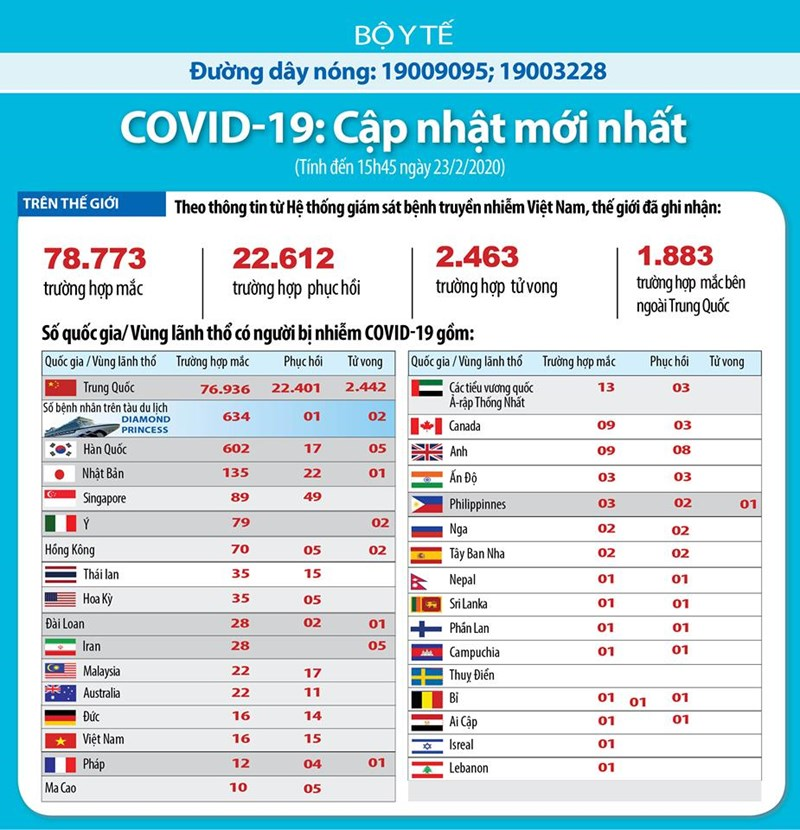 BỘ Y TẾ
Đường dây nóng: 19009095; 19003228
COVID-19: Cập nhật mới nhất
(Tính đến 15h45 ngày 23/2/2020)
TRÊN THẾ GIỚI
Theo thông tin từ Hệ thống giám sát bệnh truyền nhiễm Việt Nam, thế giới đã ghi nhận:
78.773
trường hợp mắc
22.612
trường hợp phục hồi
2.463
trường hợp tử vong
1.883
trường hợp mắc bên
ngoài Trung Quốc
Số quốc gia/ Vùng lãnh thổ có người bị nhiễm COVID-19 gồm:
Quốc gia / Vùng lãnh thổ Trường hợp mắc Phục hồi Tử vong
Trung Quốc 76.936 22.401 2.442
Số bệnh nhân trên tàu du lịch
DIAMOND
PRINCESS
634 01 02
Hàn Quốc 602 17 05
Nhật Bản 135 22 01
Singapore 89 49
Ý 79 02
Hồng Kông 70 05 02
Thái lan 35 15
Hoa Kỳ 35 05
Đài Loan 28 02 01
Iran 28 05
Malaysia 22 17
Australia 22 11
Đức 16 14
Việt Nam 16 15
Pháp 12 04 01
Ma Cao 10 05
Quốc gia / Vùng lãnh thổ Trường hợp mắc Phục hồi Tử vong
Các tiểu vương quốc
Ả-rập Thống Nhất
13 03
Canada 09 03
Anh 09 08
Ấn Độ 03 03
Philippinnes 03 02 01
Nga 02 02
Tây Ban Nha 02 02
Nepal 01 01
Sri Lanka 01 01
Phần Lan 01 01
Campuchia 01 01
Thuỵ Điển
Bỉ 01 01 01
Ai Cập 01 01
Isreal 01
Lebanon 01